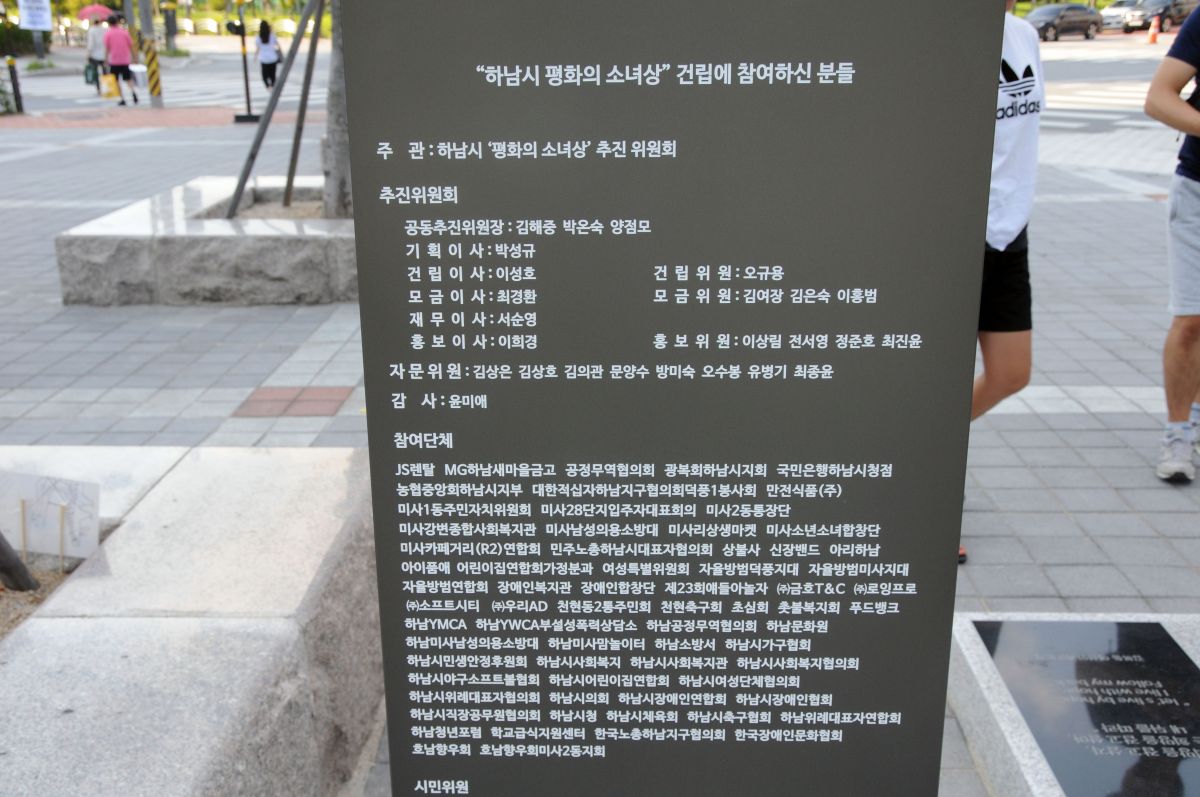 “하남시 평화의 소녀상” 건립에 참여하신 분들
주 관 : 하남시 ‘평화의 소녀상’ 추진 위원회
추진위원회
공동추진위원장 : 김해중 박온숙 양점모
기 획 이 사 : 박성규
건 립 이 사 : 이성호 건 립 위 원 : 오규용
모 금 이 사 : 최경환 모 금 위 원 : 김여장 김은숙 이홍범
재 무 이 사 : 서순영
홍 보 이 사 : 이희경 홍 보 위 원 : 이상림 전서영 정준호 최진윤
자 문 위 원 : 김상은 김상호 김의관 문양수 방미숙 오수봉 유병기 최종윤
감 사 : 윤미애
참여단체
JS렌탈 MG하남새마을금고 공정무역협의회 광복회하남시지회 국민은행하남시청점
농협중앙회하남시지부 대한적십자하남지구협의회덕풍1봉사회 만전식품(주)
미사1동주민자치위원회 미사28단지입주자대표회의 미사2동통장단
미사강변종합사회복지관 미사남성의용소방대 미사리상생마켓 미사소년소녀합창단
미사카페거리(R2)연합회 민주노총하남시대표자협의회 상불사 신장밴드 아리하남
아이품애 어린이집연합회가정분과 여성특별위원회 자율방범덕풍지대 자율방범미사지대
자율방범연합회 장애인복지관 장애인합창단 제23회얘들아놀자 ㈜금호T&C ㈜로잉프로
㈜소프트시티 ㈜우리AD 천현동2통주민회 천현축구회 초심회 촛불복지회 푸드뱅크
하남YMCA 하남YWCA부설성폭력상담소 하남공정무역협의회 하남문화원
하남미사남성의용소방대 하남미사맘놀이터 하남소방서 하남시가구협회
하남시민생안정후원회 하남시사회복지 하남시사회복지관 하남시사회복지협의회
하남시야구소프트볼협회 하남시어린이집연합회 하남시여성단체협의회
하남시위례대표자협의회 하남시의회 하남시장애인연합회 하남시장애인협회
하남시직장공무원협의회 하남시청 하남시체육회 하남시축구협회 하남위례대표자연합회
하남청년포럼 학교급식지원센터 한국노총하남지구협의회 한국장애인문화협회
호남향우회 호남향우회미사2동지회
시민위원
adidas